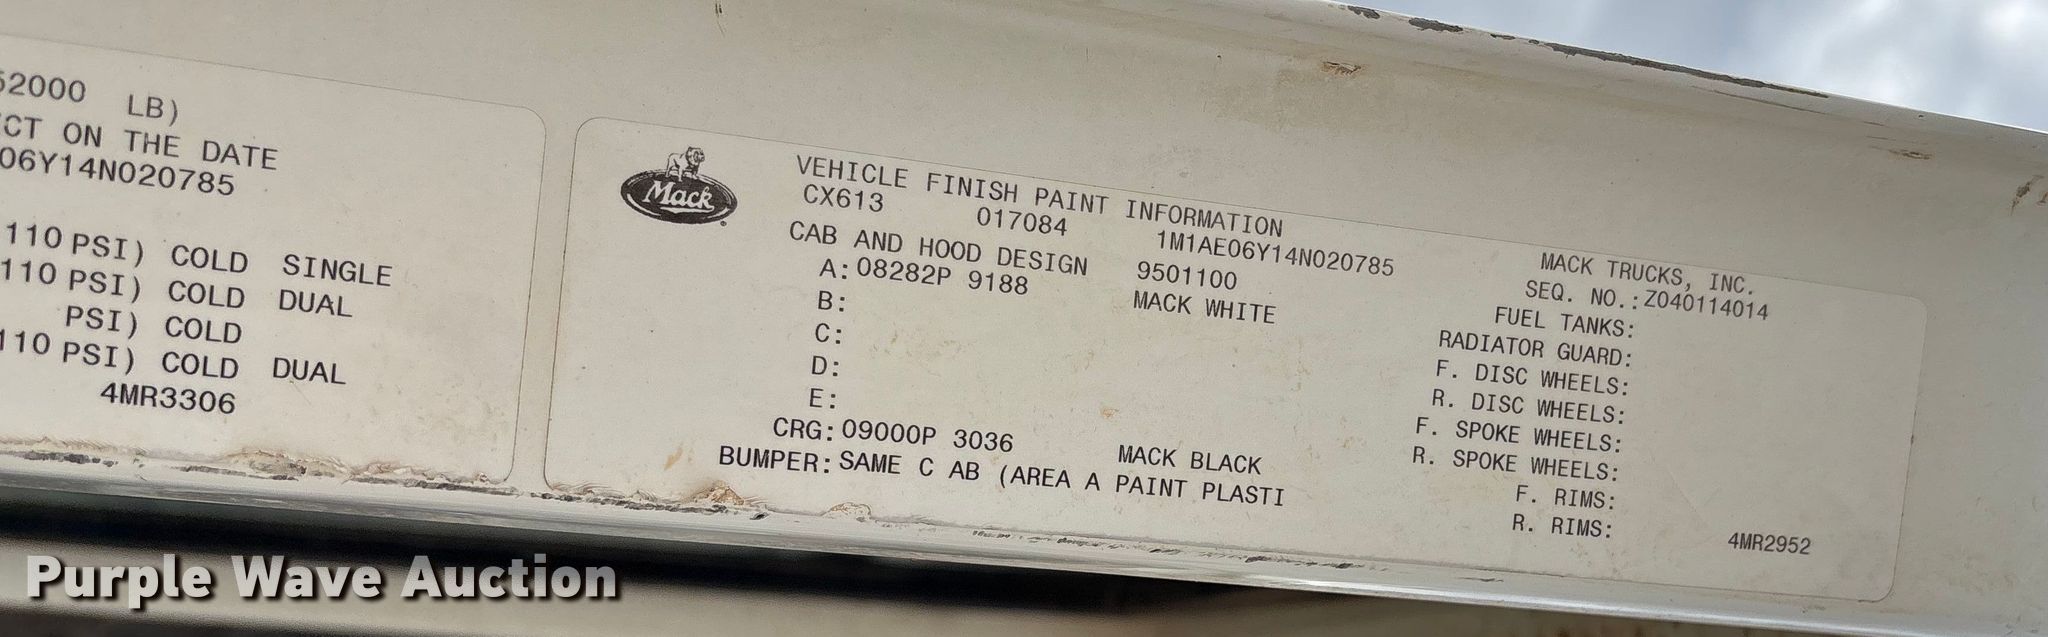 52000 LB)
ON THE DATE
06Y14N020785
110 PSI) COLD SINGLE
110 PSI) COLD DUAL
PSI) COLD
110 PSI) COLD DUAL
4MR3306
Mack
VEHICLE FINISH PAINT INFORMATION
CX613 017084 1M1AE06Y14N020785 MACK TRUCKS, INC.
CAB AND HOOD DESIGN 9501100 SEQ. NO.:Z040114014
A:08282P 9188 MACK WHITE FUEL TANKS:
B: RADIATOR GUARD:
C: F. DISC WHEELS:
D: R. DISC WHEELS:
E: F. SPOKE WHEELS:
CRG:09000P 3036 MACK BLACK R. SPOKE WHEELS:
BUMPER:SAME C AB (AREA A PAINT PLASTI F. RIMS:
R. RIMS:
4MR2952
Purple Wave Auction